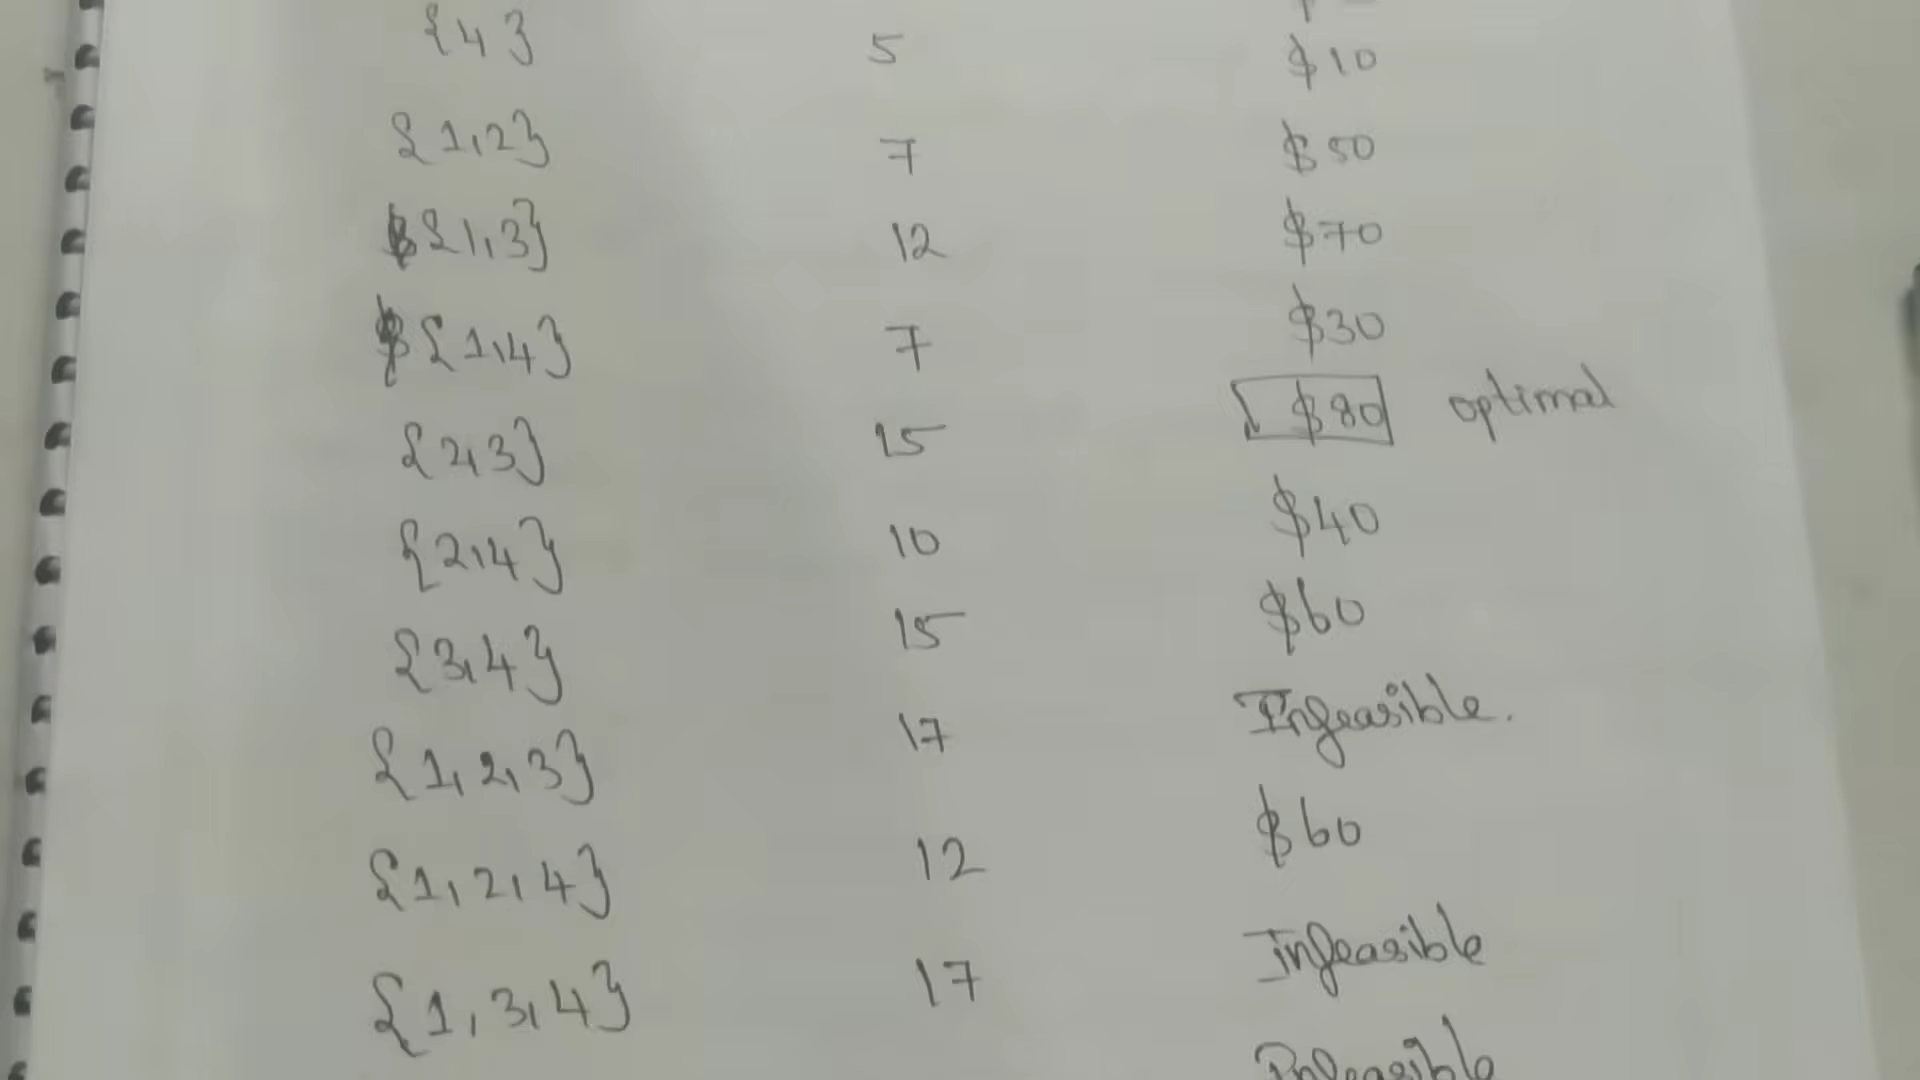 {4} 5 $10
{1,2} 7 $50
{1,3} 12 $70
{1,4} 7 $30
{2,3} 15 $80 optimal
{2,4} 10 $40
{3,4} 15 $60
{1,2,3} 17 Infeasible.
{1,2,4} 12 $60
{1,3,4} 17 Infeasible
Infeasible